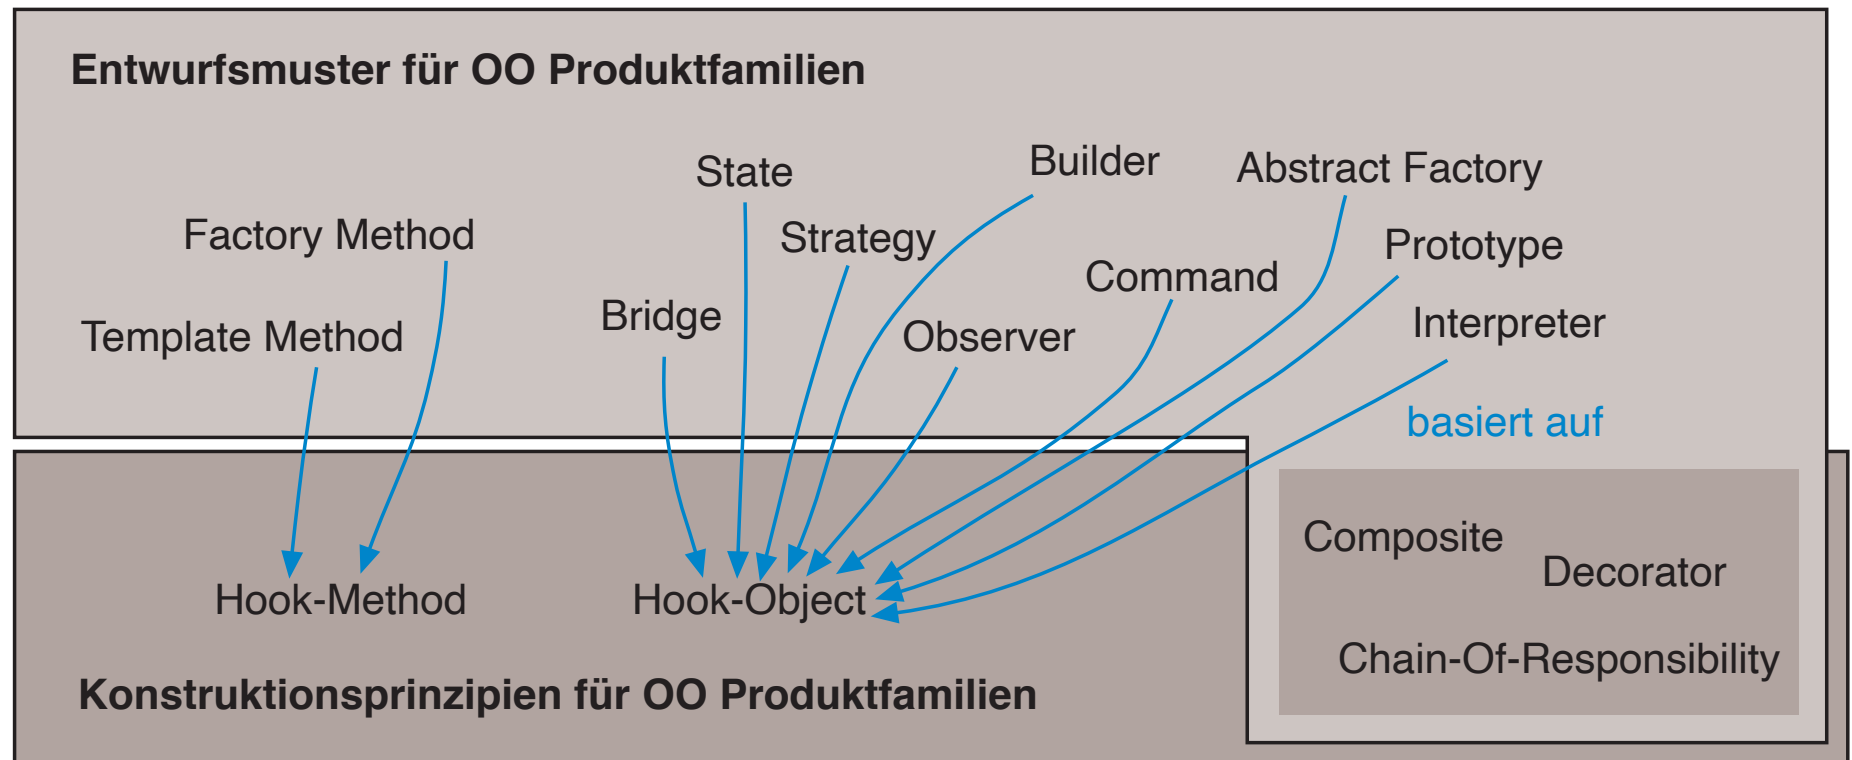 Entwurfsmuster für OO Produktfamilien
State
Builder
Abstract Factory
Factory Method
Strategy
Prototype
Command
Bridge
Observer
Interpreter
Template Method
basiert auf
Composite
Decorator
Hook-Method
Hook-Object
Chain-Of-Responsibility
Konstruktionsprinzipien für OO Produktfamilien